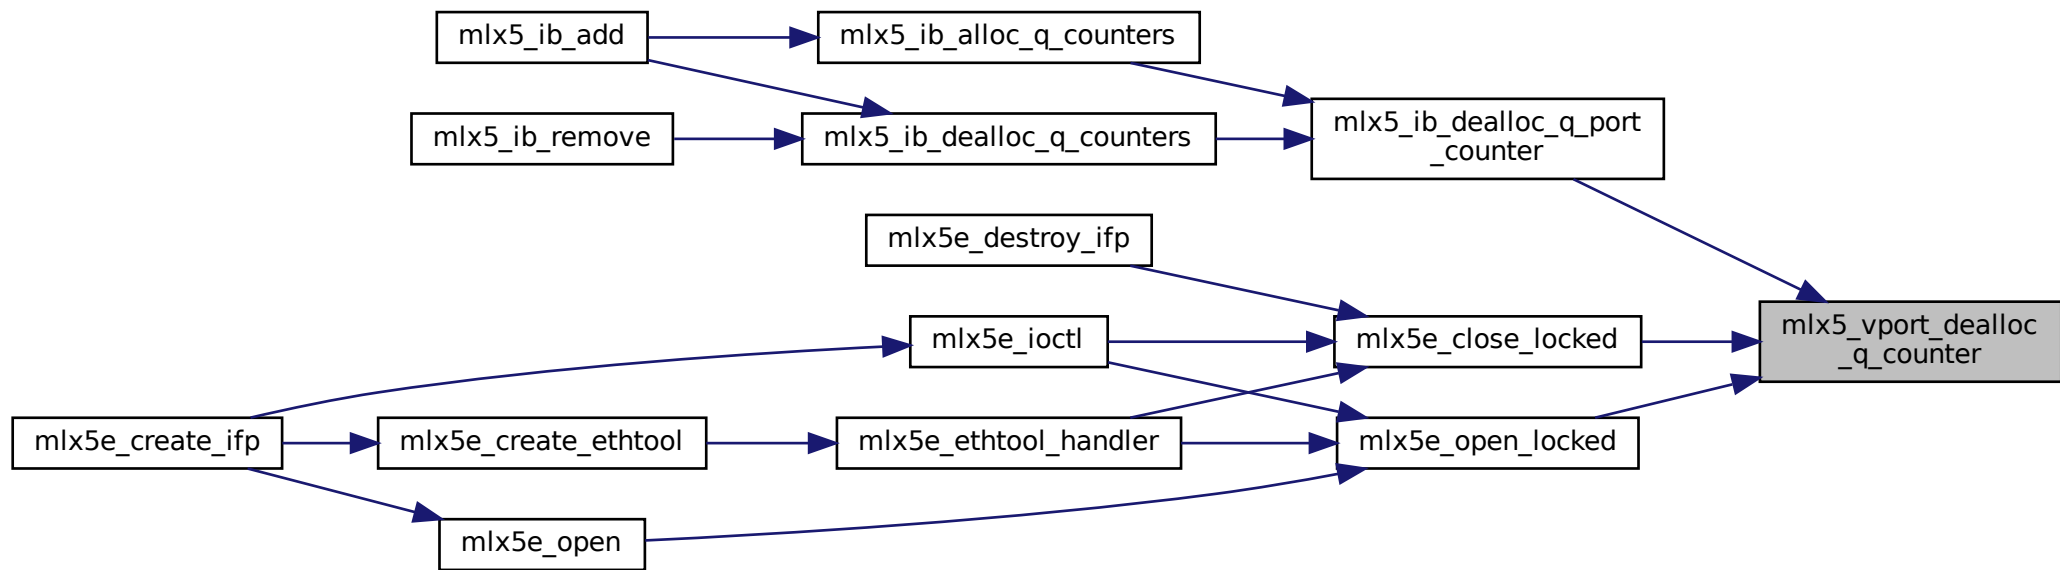 mlx5_ib_add
mlx5_ib_alloc_q_counters
mlx5_ib_remove
mlx5_ib_dealloc_q_counters
mlx5_ib_dealloc_q_port
_counter
mlx5e_destroy_ifp
mlx5e_ioctl
mlx5e_close_locked
mlx5_vport_dealloc
_q_counter
mlx5e_create_ifp
mlx5e_create_ethtool
mlx5e_ethtool_handler
mlx5e_open_locked
mlx5e_open